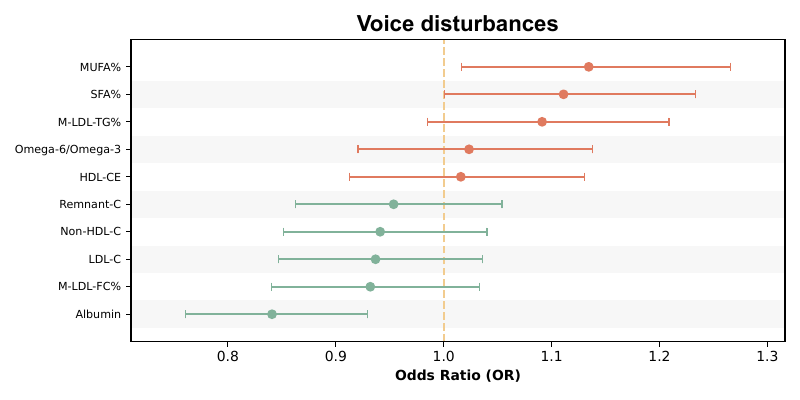 Voice disturbances
MUFA%
SFA%
M-LDL-TG%
Omega-6/Omega-3
HDL-CE
Remnant-C
Non-HDL-C
LDL-C
M-LDL-FC%
Albumin
0.8 0.9 1.0 1.1 1.2 1.3
Odds Ratio (OR)